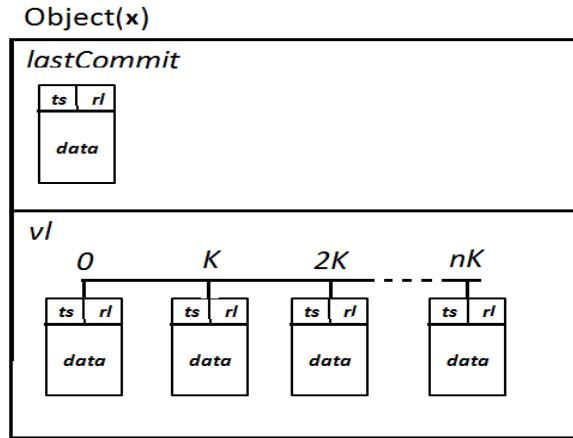 Object(x)
lastCommit
ts rl
data
vl
0 K 2K nK
ts rl ts rl ts rl ts rl
data data data data